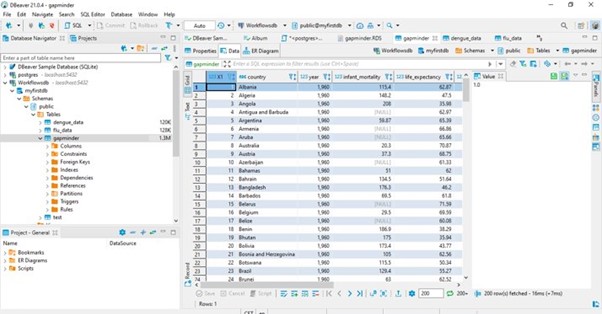 DBeaver 21.0.4 - gapminder
File Edit Navigate Search SQL Editor Database Window Help
SQL Commit Rollback Auto Workflowsdb public@myfirstdb
Database Navigator Projects
Enter a part of table name here
DBeaver Sample Database (SQLite)
postgres - localhost:5432
Workflowsdb - localhost:5432
myfirstdb
Schemas
public
Tables
dengue_data 120K
flu_data 128K
gapminder 1.3M
Columns
Constraints
Foreign Keys
Indexes
Dependencies
References
Partitions
Triggers
Rules
test
Project - General
Name DataSource
Bookmarks
ER Diagrams
Scripts
DBeaver Sam Album *<postgres>... gapminder.RDS gapminder dengue_data flu_data
Properties Data ER Diagram Workflowsdb myfirstdb Schemas public Tables gapminder
gapminder Enter a SQL expression to filter results (use Ctrl+Space)
Grid
Text
Record
Panels
Value
1.0
X1 country year infant_mortality life_expectancy
1 Albania 1,960 115.4 62.87
2 2 Algeria 1,960 148.2 47.5
3 3 Angola 1,960 208 35.98
4 4 Antigua and Barbuda 1,960 [NULL] 62.97
5 5 Argentina 1,960 59.87 65.39
6 6 Armenia 1,960 [NULL] 66.86
7 7 Aruba 1,960 [NULL] 65.66
8 8 Australia 1,960 20.3 70.87
9 9 Austria 1,960 37.3 68.75
10 10 Azerbaijan 1,960 [NULL] 61.33
11 11 Bahamas 1,960 51 62
12 12 Bahrain 1,960 134.5 51.64
13 13 Bangladesh 1,960 176.3 46.2
14 14 Barbados 1,960 69.5 61.8
15 15 Belarus 1,960 [NULL] 71.59
16 16 Belgium 1,960 29.5 69.59
17 17 Belize 1,960 [NULL] 60.08
18 18 Benin 1,960 186.9 38.29
19 19 Bhutan 1,960 175 35.94
20 20 Bolivia 1,960 173.4 43.77
21 21 Bosnia and Herzegovina 1,960 105 62.56
22 22 Botswana 1,960 115.5 50.34
23 23 Brazil 1,960 129.4 55.27
24 24 Brunei 1,960 63 62.52
Save Cancel Script 200 200+ 200 row(s) fetched - 16ms (+7ms)
Rows: 1